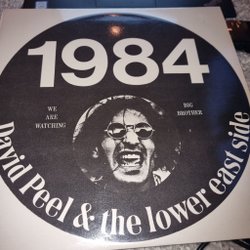 1984
WE ARE
WATCHING
BIG
BROTHER
David Peel & the lower east side